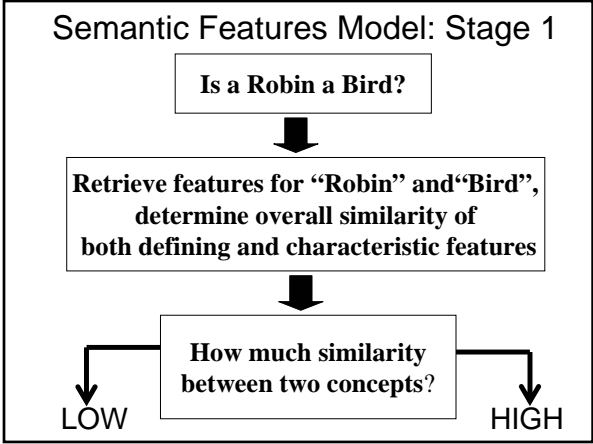 Semantic Features Model: Stage 1
Is a Robin a Bird?
Retrieve features for “Robin” and“Bird”,
determine overall similarity of
both defining and characteristic features
How much similarity
between two concepts?
LOW
HIGH